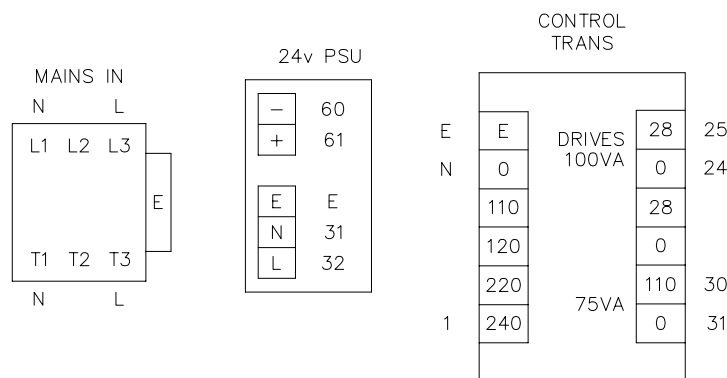 MAINS IN
N L
L1 L2 L3
E
T1 T2 T3
N L
24v PSU
− 60
+ 61
E E
N 31
L 32
CONTROL
TRANS
E E DRIVES 28 25
N 0 100VA 0 24
110 28
120 0
220 110 30
1 240 75VA 0 31